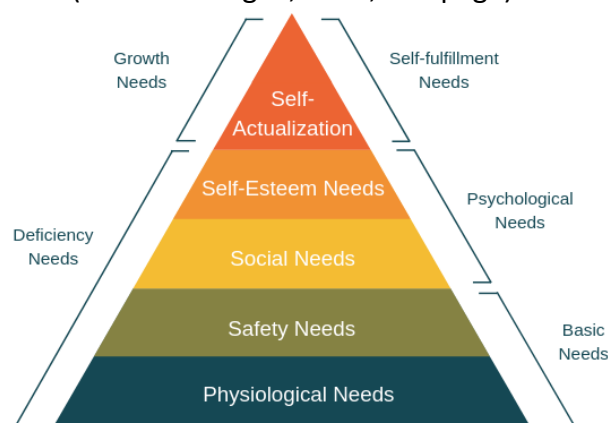 Growth
Needs
Self-fulfillment
Needs
Self-
Actualization
Self-Esteem Needs
Psychological
Needs
Deficiency
Needs
Social Needs
Safety Needs
Basic
Needs
Physiological Needs